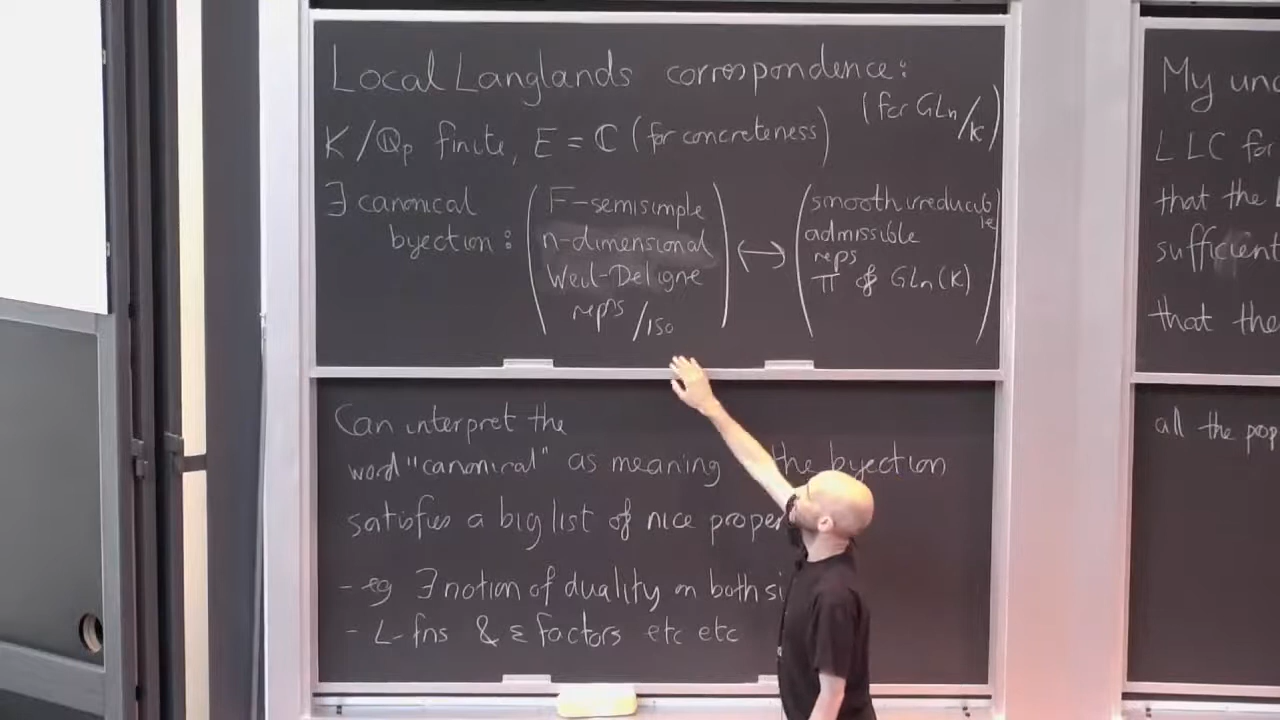 Local Langlands correspondence:
(for GLn/K)
K/ℚp finite, E = ℂ (for concreteness)
∃ canonical
bijection:
F-semisimple
n-dimensional
Weil-Deligne
repns /iso
↔
smooth irreducible
admissible
reps
π of GLn(K)
Can interpret the
word "canonical" as meaning the bijection
satisfies a big list of nice proper
- eg ∃ notion of duality on both si
- L-fns & ε factors etc etc
My und
LLC for
that the
sufficient
that the
all the prop